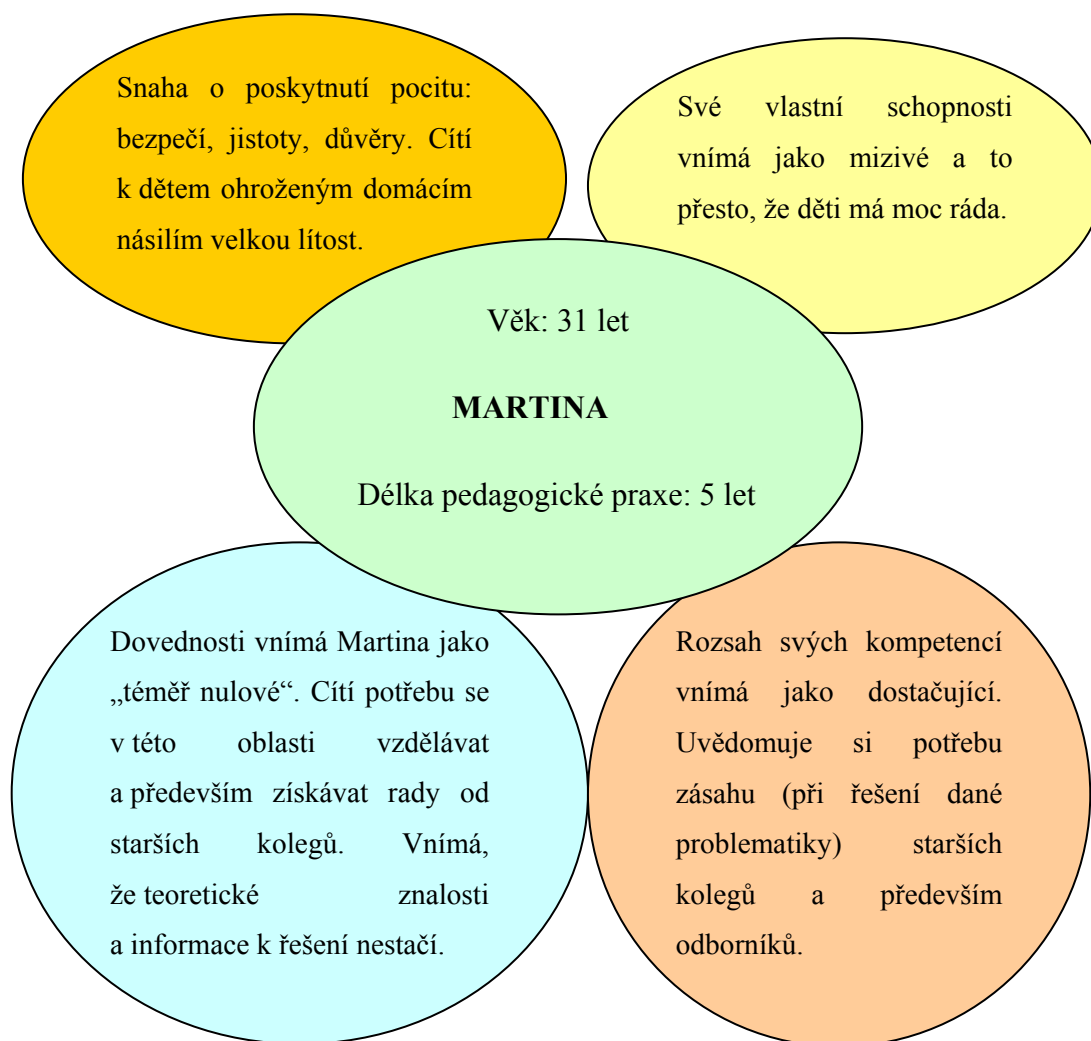 Snaha o poskytnutí pocitu:
bezpečí, jistoty, důvěry. Cítí
k dětem ohroženým domácím
násilím velkou lítost.
Své vlastní schopnosti
vnímá jako mizivé a to
přesto, že děti má moc ráda.
Věk: 31 let
MARTINA
Délka pedagogické praxe: 5 let
Dovednosti vnímá Martina jako
„téměř nulové“. Cítí potřebu se
v této oblasti vzdělávat
a především získávat rady od
starších kolegů. Vnímá,
že teoretické znalosti
a informace k řešení nestačí.
Rozsah svých kompetencí
vnímá jako dostačující.
Uvědomuje si potřebu
zásahu (při řešení dané
problematiky) starších
kolegů a především
odborníků.